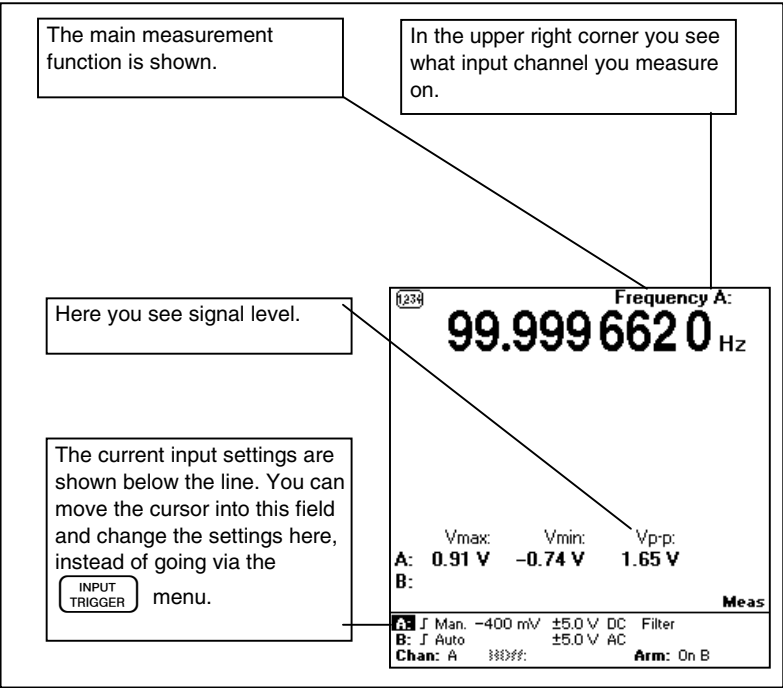 The main measurement
function is shown.
In the upper right corner you see
what input channel you measure
on.
Here you see signal level.
The current input settings are
shown below the line. You can
move the cursor into this field
and change the settings here,
instead of going via the
INPUT
TRIGGER menu.
1,234 Frequency A:
99.999 662 0 Hz
Vmax: Vmin: Vp-p:
A: 0.91 V −0.74 V 1.65 V
B:
Meas
A: ∫ Man. −400 mV ±5.0 V DC Filter
B: ∫ Auto ±5.0 V AC
Chan: A Off: Arm: On B